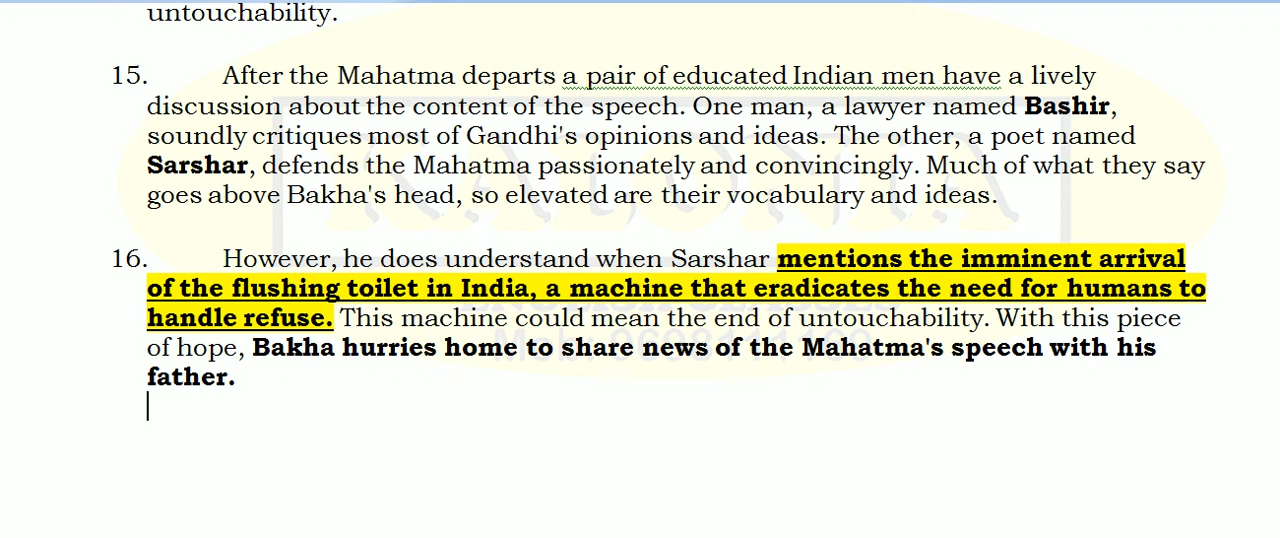 untouchability.
15. After the Mahatma departs a pair of educated Indian men have a lively
discussion about the content of the speech. One man, a lawyer named Bashir,
soundly critiques most of Gandhi's opinions and ideas. The other, a poet named
Sarshar, defends the Mahatma passionately and convincingly. Much of what they say
goes above Bakha's head, so elevated are their vocabulary and ideas.
16. However, he does understand when Sarshar mentions the imminent arrival
of the flushing toilet in India, a machine that eradicates the need for humans to
handle refuse. This machine could mean the end of untouchability. With this piece
of hope, Bakha hurries home to share news of the Mahatma's speech with his
father.